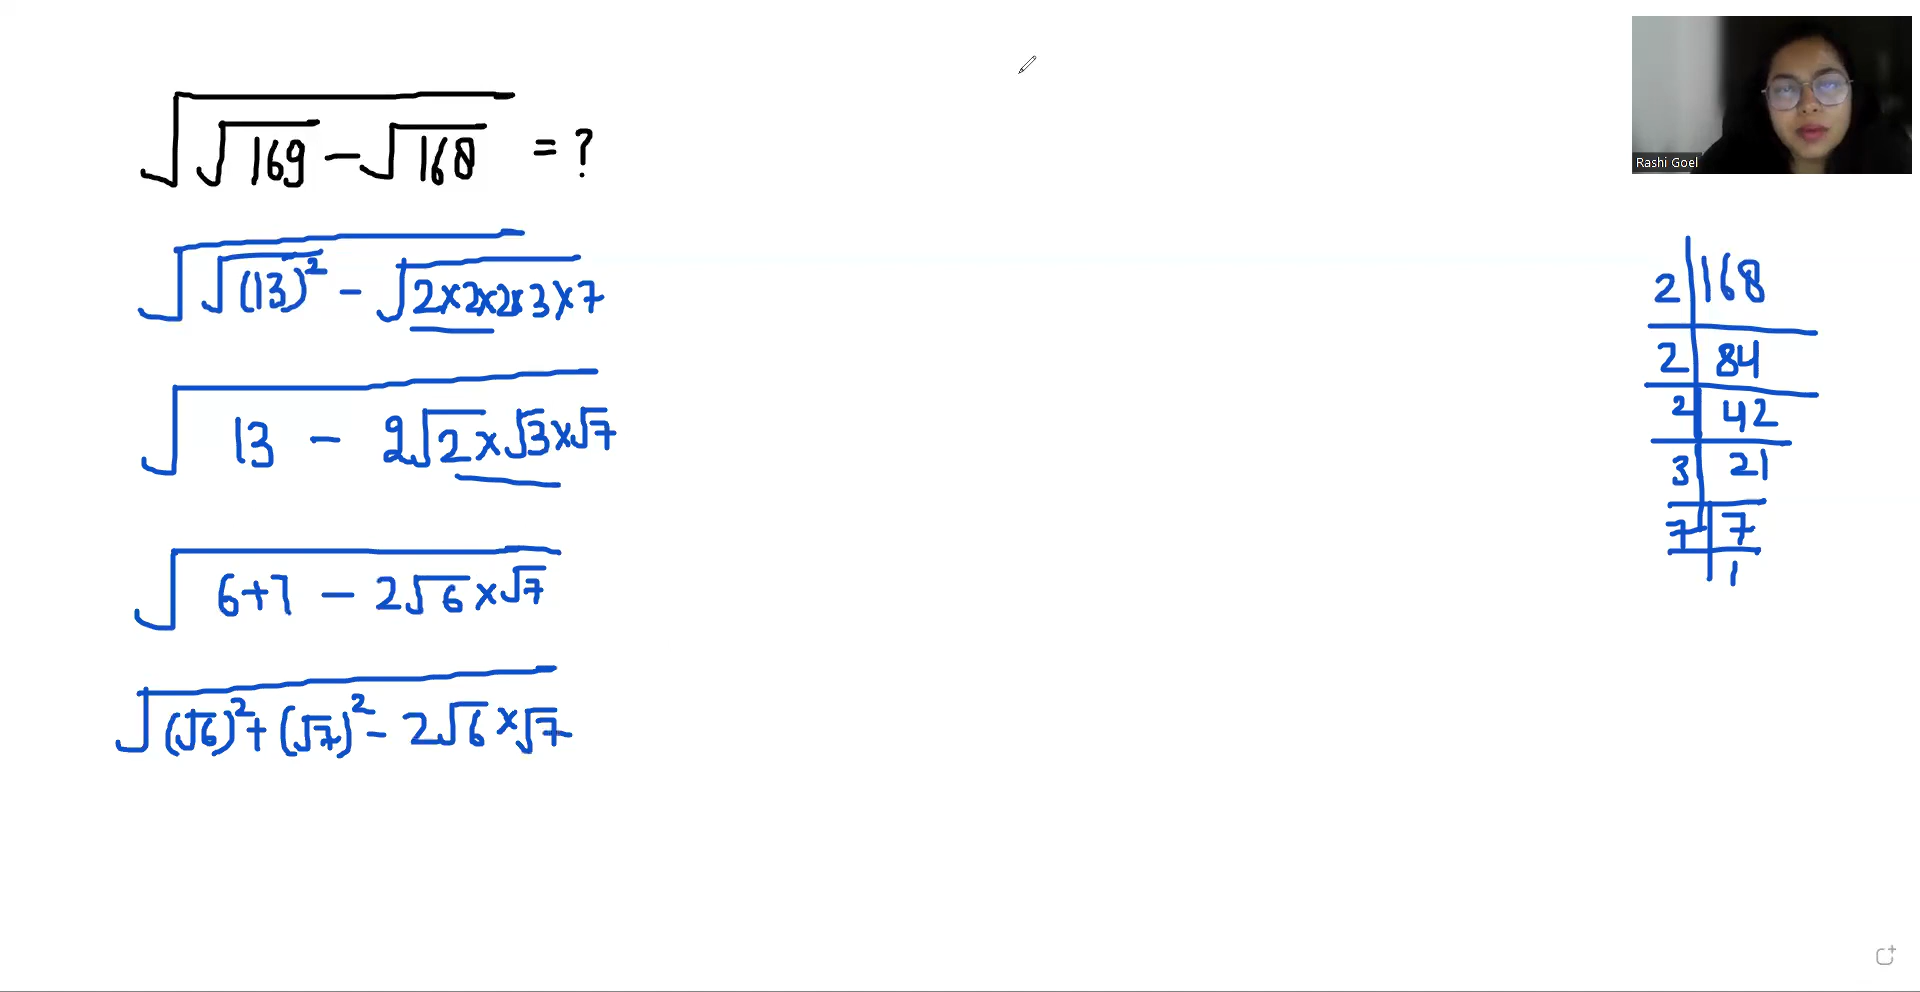 √(√169 - √168) = ?
√(√(13)² - √(2×2×2×3×7))
√(13 - 2√2×√3×√7)
√(6+7 - 2√6×√7)
√((√6)²+(√7)² - 2√6×√7)
Rashi Goel
2 | 168
2 | 84
2 | 42
3 | 21
7 | 7
| 1